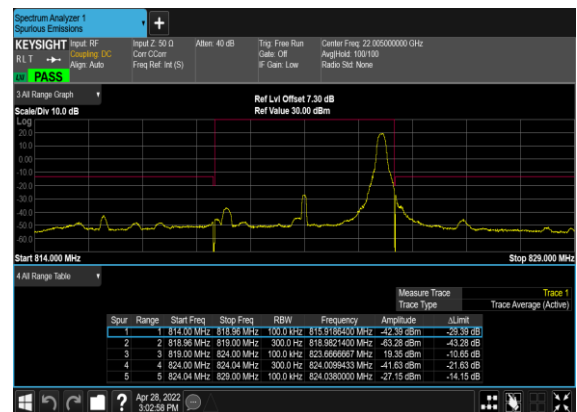 Spectrum Analyzer 1
Spurious Emissions
+
KEYSIGHT Input: RF Input Z: 50 Ω Atten: 40 dB Trig: Free Run Center Freq: 22.005000000 GHz
RLT Coupling: DC Corr CCorr Gate: Off Avg|Hold: 100/100
Align: Auto Freq Ref: Int (S) IF Gain: Low Radio Std: None
PASS
3 All Range Graph
Ref Lvl Offset 7.30 dB
Scale/Div 10.0 dB Ref Value 30.00 dBm
Log
20.0
10.0
0.00
-10.0
-20.0
-30.0
-40.0
-50.0
-60.0
Start 814.000 MHz Stop 829.000 MHz
4 All Range Table
Measure Trace Trace 1
Trace Type Trace Average (Active)
Spur Range Start Freq Stop Freq RBW Frequency Amplitude ΔLimit
1 1 814.00 MHz 818.96 MHz 100.0 kHz 815.9186400 MHz -42.39 dBm -29.39 dB
2 2 818.96 MHz 819.00 MHz 300.0 Hz 818.9821400 MHz -63.28 dBm -43.28 dB
3 3 819.00 MHz 824.00 MHz 100.0 kHz 823.6666667 MHz 19.35 dBm -10.65 dB
4 4 824.00 MHz 824.04 MHz 300.0 Hz 824.0099433 MHz -41.63 dBm -21.63 dB
5 5 824.04 MHz 829.00 MHz 100.0 kHz 824.0380000 MHz -27.15 dBm -14.15 dB
? Apr 28, 2022
3:02:58 PM